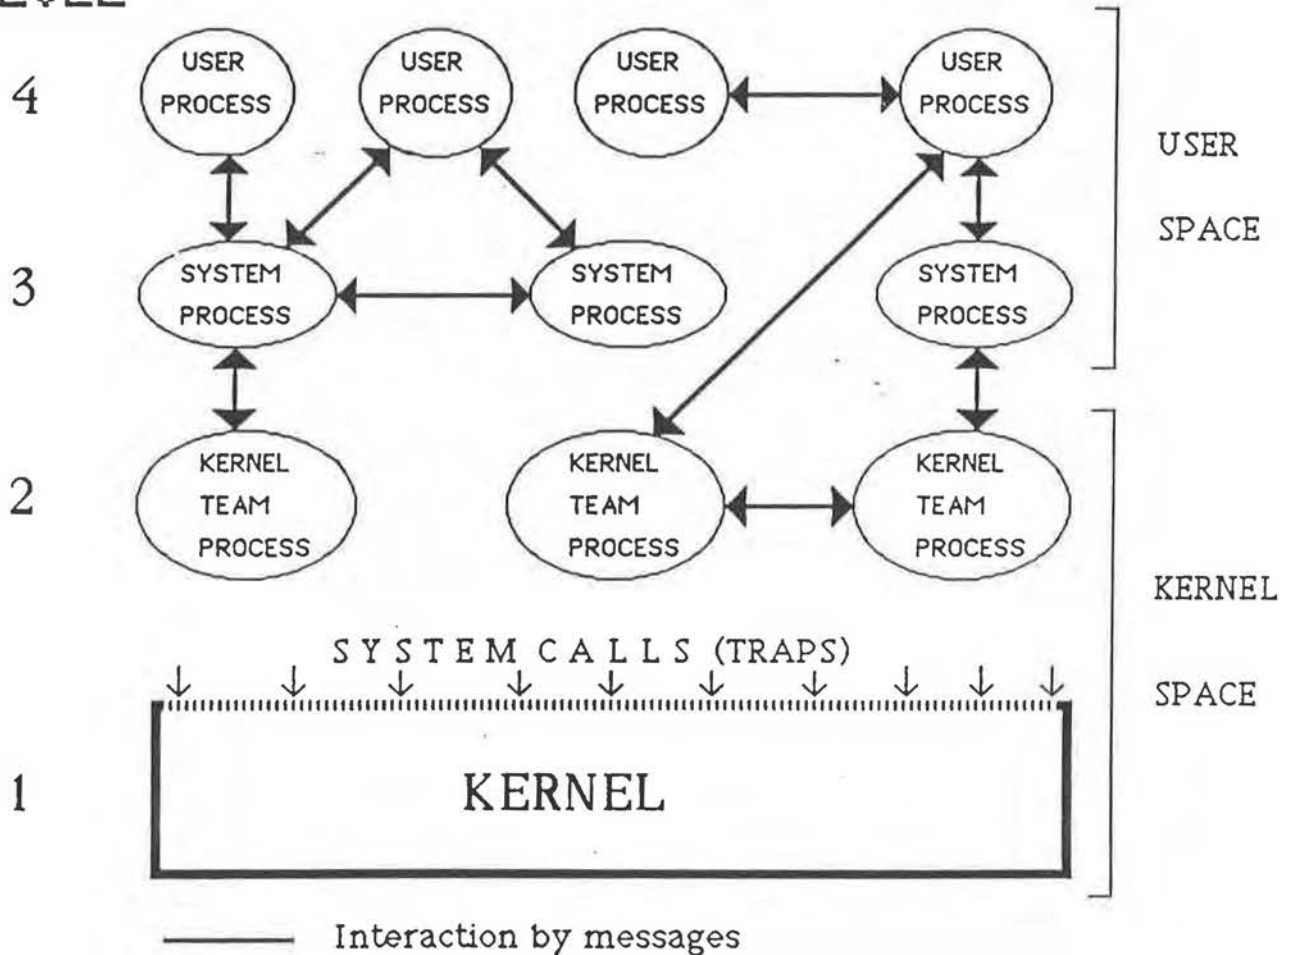 4
USER
PROCESS
USER
PROCESS
USER
PROCESS
USER
PROCESS
USER
SPACE
3
SYSTEM
PROCESS
SYSTEM
PROCESS
SYSTEM
PROCESS
2
KERNEL
TEAM
PROCESS
KERNEL
TEAM
PROCESS
KERNEL
TEAM
PROCESS
KERNEL
SPACE
SYSTEM CALLS (TRAPS)
1
KERNEL
Interaction by messages